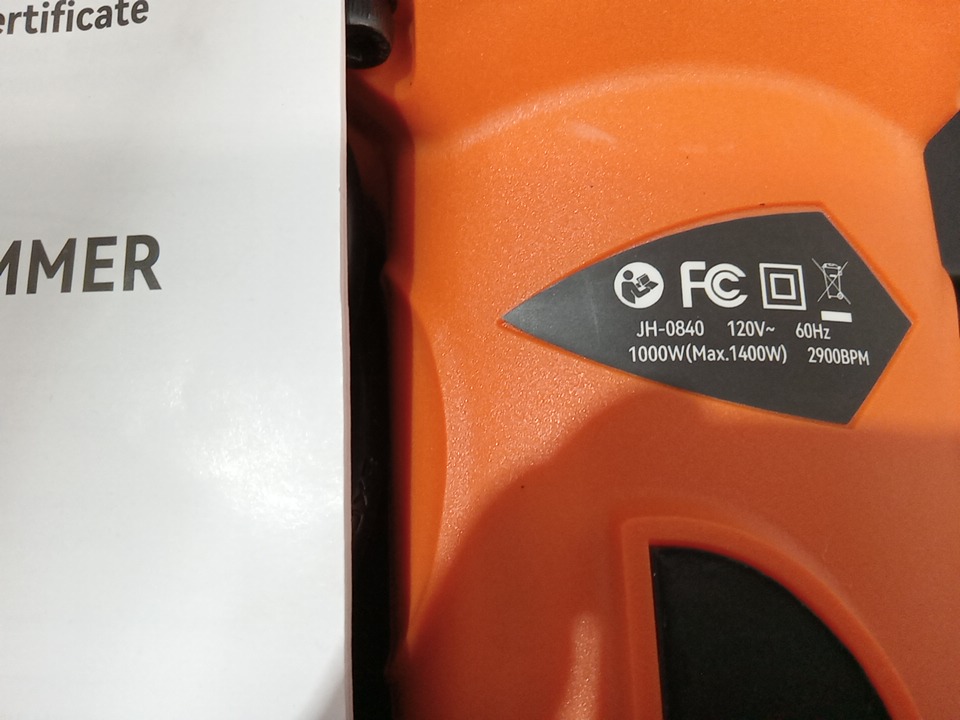 ertificate
MMER
FC
JH-0840 120V~ 60Hz
1000W(Max.1400W) 2900BPM